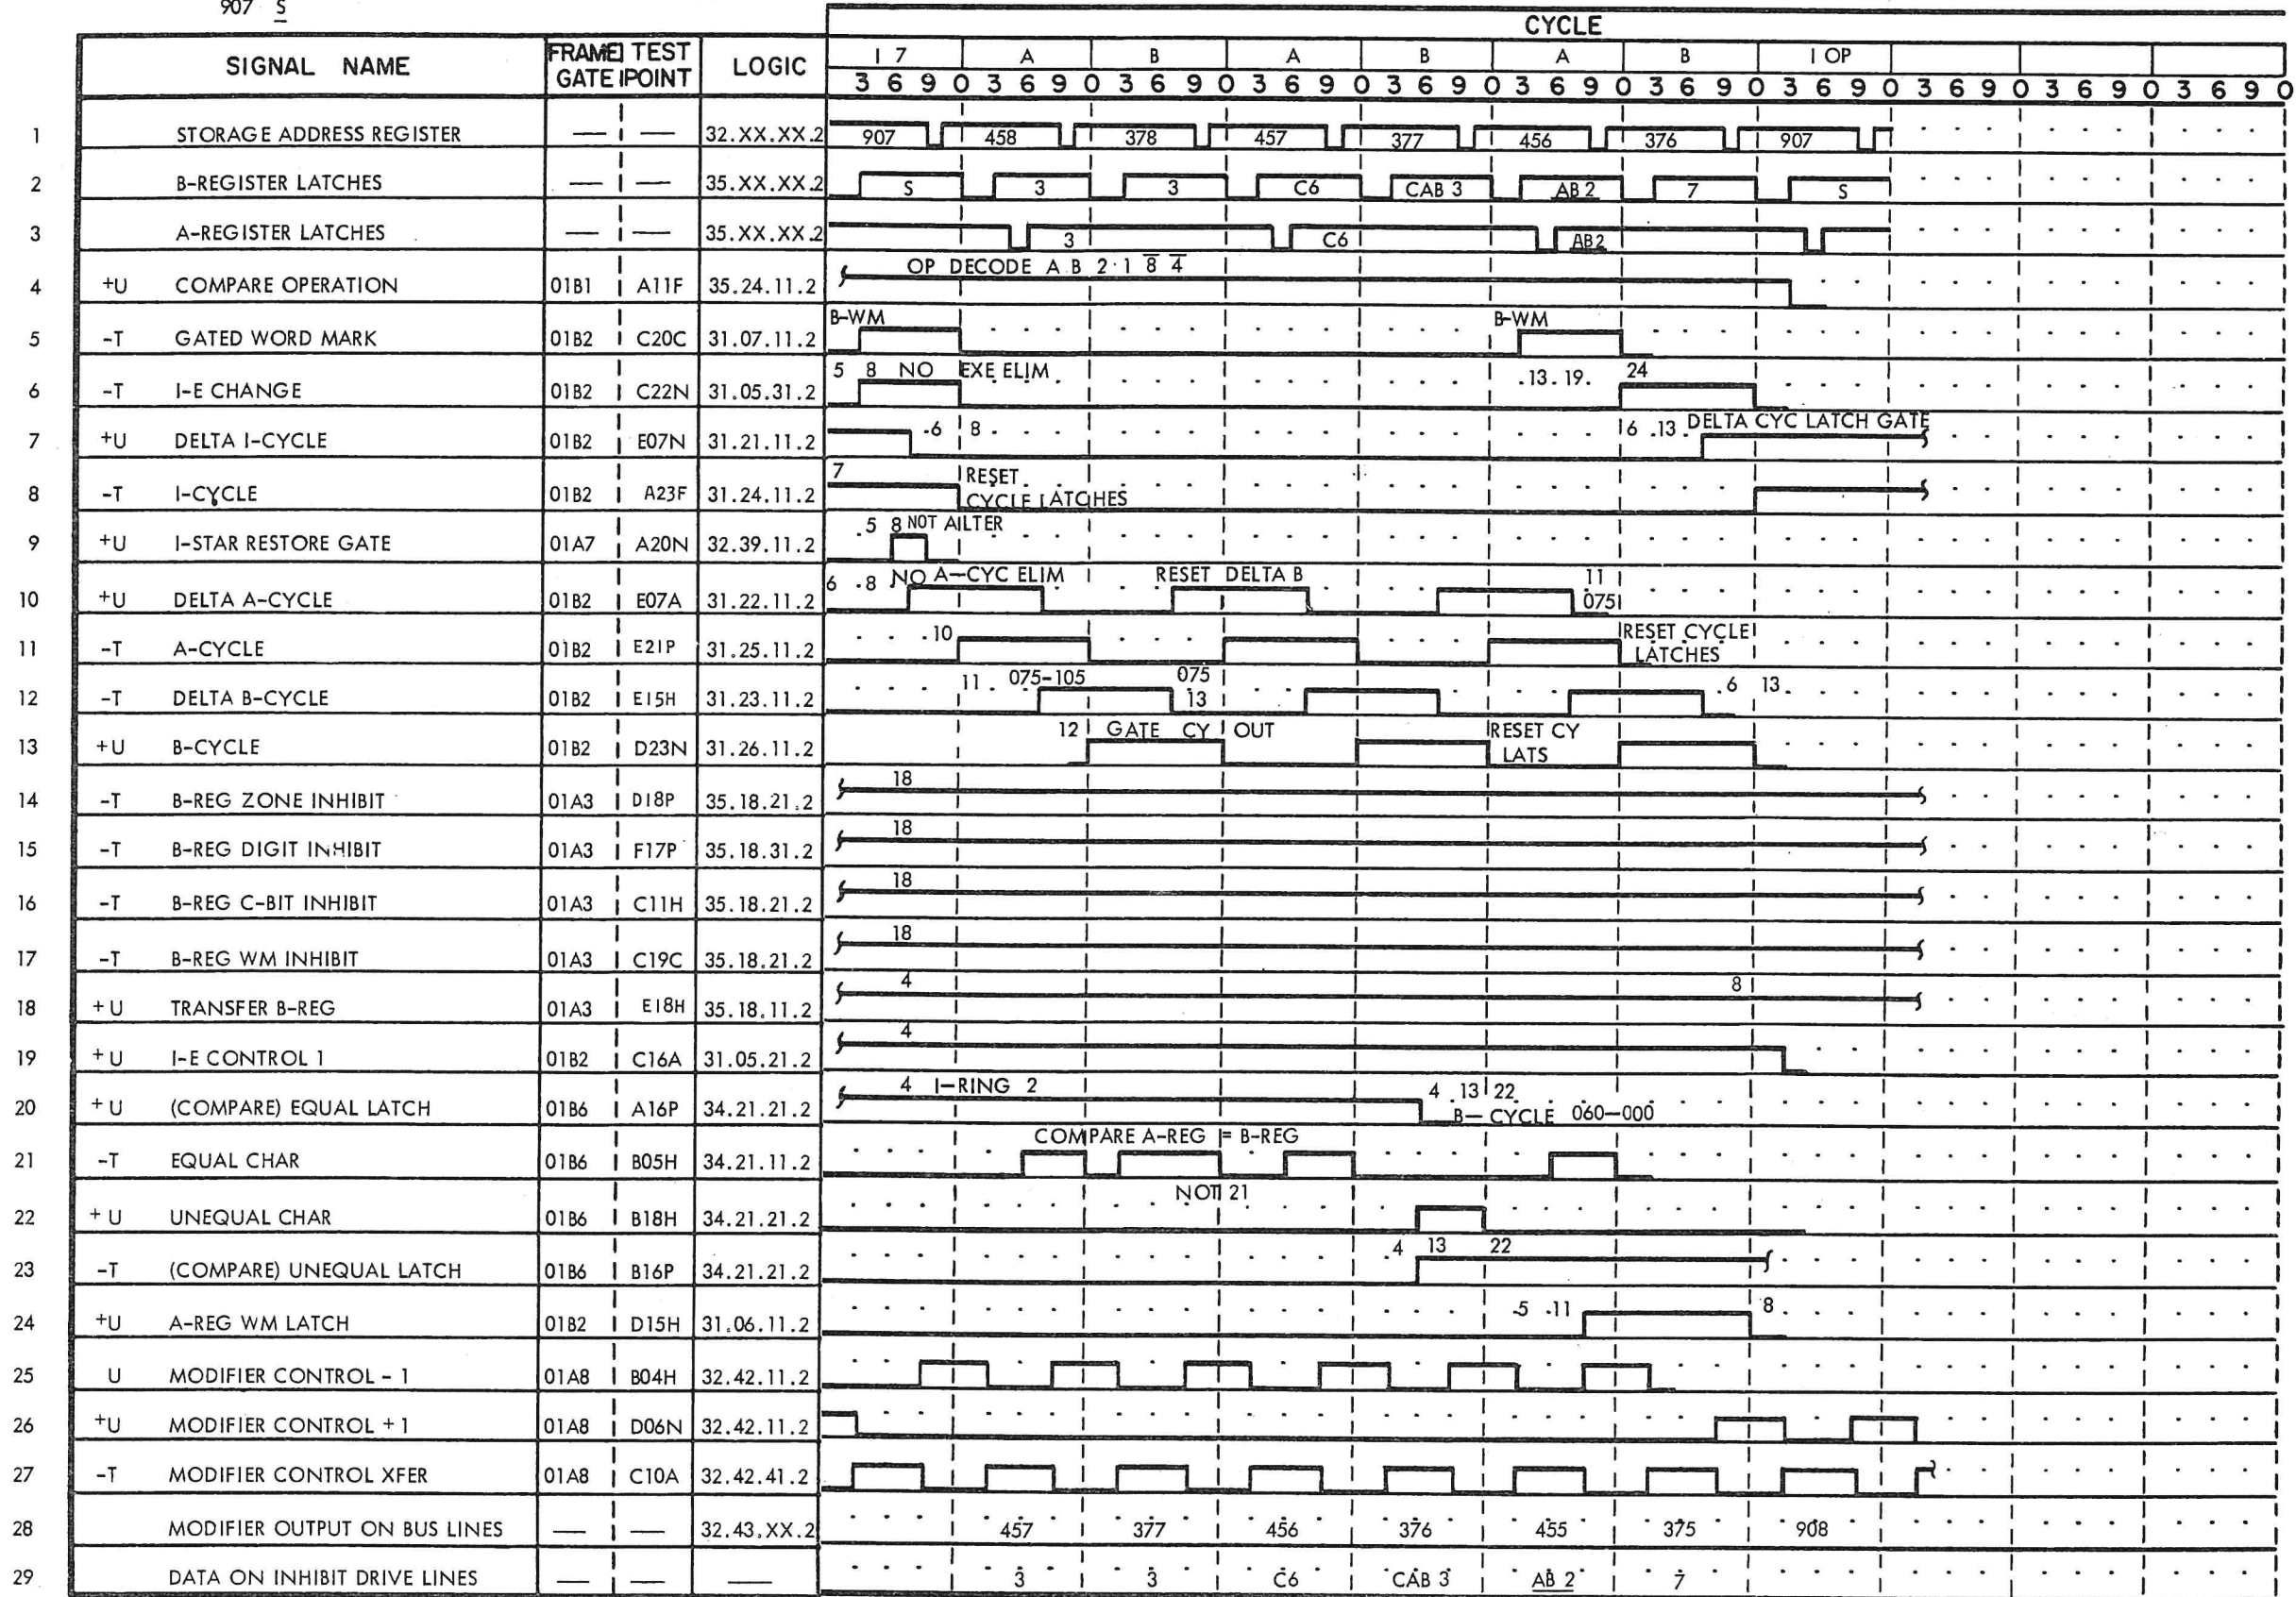 907 S
CYCLE
SIGNAL NAME FRAME GATE TEST POINT LOGIC I 7 A B A B A B I OP
3 6 9 0 3 6 9 0 3 6 9 0 3 6 9 0 3 6 9 0 3 6 9 0 3 6 9 0 3 6 9 0 3 6 9 0 3 6 9 0 3 6 9 0
1 STORAGE ADDRESS REGISTER — — 32.XX.XX.2 907 458 378 457 377 456 376 907
2 B-REGISTER LATCHES — — 35.XX.XX.2 S 3 3 C6 CAB 3 AB 2 7 S
3 A-REGISTER LATCHES — — 35.XX.XX.2 3 C6 AB2
OP DECODE A B 2·1 8̅ 4̅
4 +U COMPARE OPERATION 01B1 A11F 35.24.11.2
B-WM B-WM
5 -T GATED WORD MARK 01B2 C20C 31.07.11.2
5 8 NO EXE ELIM 13 19 24
6 -T I-E CHANGE 01B2 C22N 31.05.31.2
7 +U DELTA I-CYCLE 01B2 E07N 31.21.11.2 6 8 6 13 DELTA CYC LATCH GATE
7 RESET
8 -T I-CYCLE 01B2 A23F 31.24.11.2 CYCLE LATCHES
5 8 NOT AILTER
9 +U I-STAR RESTORE GATE 01A7 A20N 32.39.11.2
6 8 NO A-CYC ELIM RESET DELTA B 11
10 +U DELTA A-CYCLE 01B2 E07A 31.22.11.2 075
10 RESET CYCLE
11 -T A-CYCLE 01B2 E21P 31.25.11.2 LATCHES
11 075-105 075 6 13
12 -T DELTA B-CYCLE 01B2 E15H 31.23.11.2 13
12 GATE CY OUT RESET CY
13 +U B-CYCLE 01B2 D23N 31.26.11.2 LATS
18
14 -T B-REG ZONE INHIBIT 01A3 D18P 35.18.21.2
18
15 -T B-REG DIGIT INHIBIT 01A3 F17P 35.18.31.2
18
16 -T B-REG C-BIT INHIBIT 01A3 C11H 35.18.21.2
18
17 -T B-REG WM INHIBIT 01A3 C19C 35.18.21.2
4 8
18 +U TRANSFER B-REG 01A3 E18H 35.18.11.2
4
19 +U I-E CONTROL 1 01B2 C16A 31.05.21.2
4 I-RING 2 4 13 22
20 +U (COMPARE) EQUAL LATCH 01B6 A16P 34.21.21.2 B-CYCLE 060-000
COMPARE A-REG = B-REG
21 -T EQUAL CHAR 01B6 B05H 34.21.11.2
NOT 21
22 +U UNEQUAL CHAR 01B6 B18H 34.21.21.2
4 13 22
23 -T (COMPARE) UNEQUAL LATCH 01B6 B16P 34.21.21.2
5 11 8
24 +U A-REG WM LATCH 01B2 D15H 31.06.11.2
25 U MODIFIER CONTROL - 1 01A8 B04H 32.42.11.2
26 +U MODIFIER CONTROL + 1 01A8 D06N 32.42.11.2
27 -T MODIFIER CONTROL XFER 01A8 C10A 32.42.41.2
28 MODIFIER OUTPUT ON BUS LINES — — 32.43.XX.2 457 377 456 376 455 375 908
29 DATA ON INHIBIT DRIVE LINES — — — 3 3 C6 CAB 3 AB 2 7